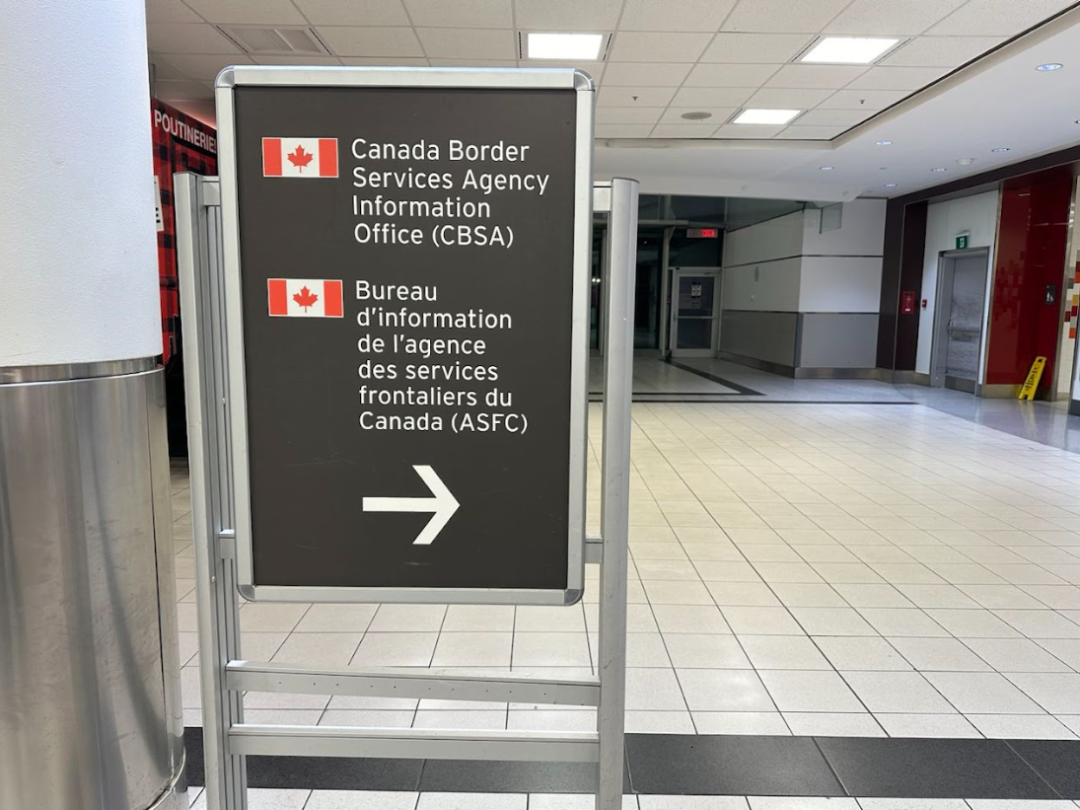 POUTINERIE
Canada Border
Services Agency
Information
Office (CBSA)
Bureau
d'information
de l'agence
des services
frontaliers du
Canada (ASFC)